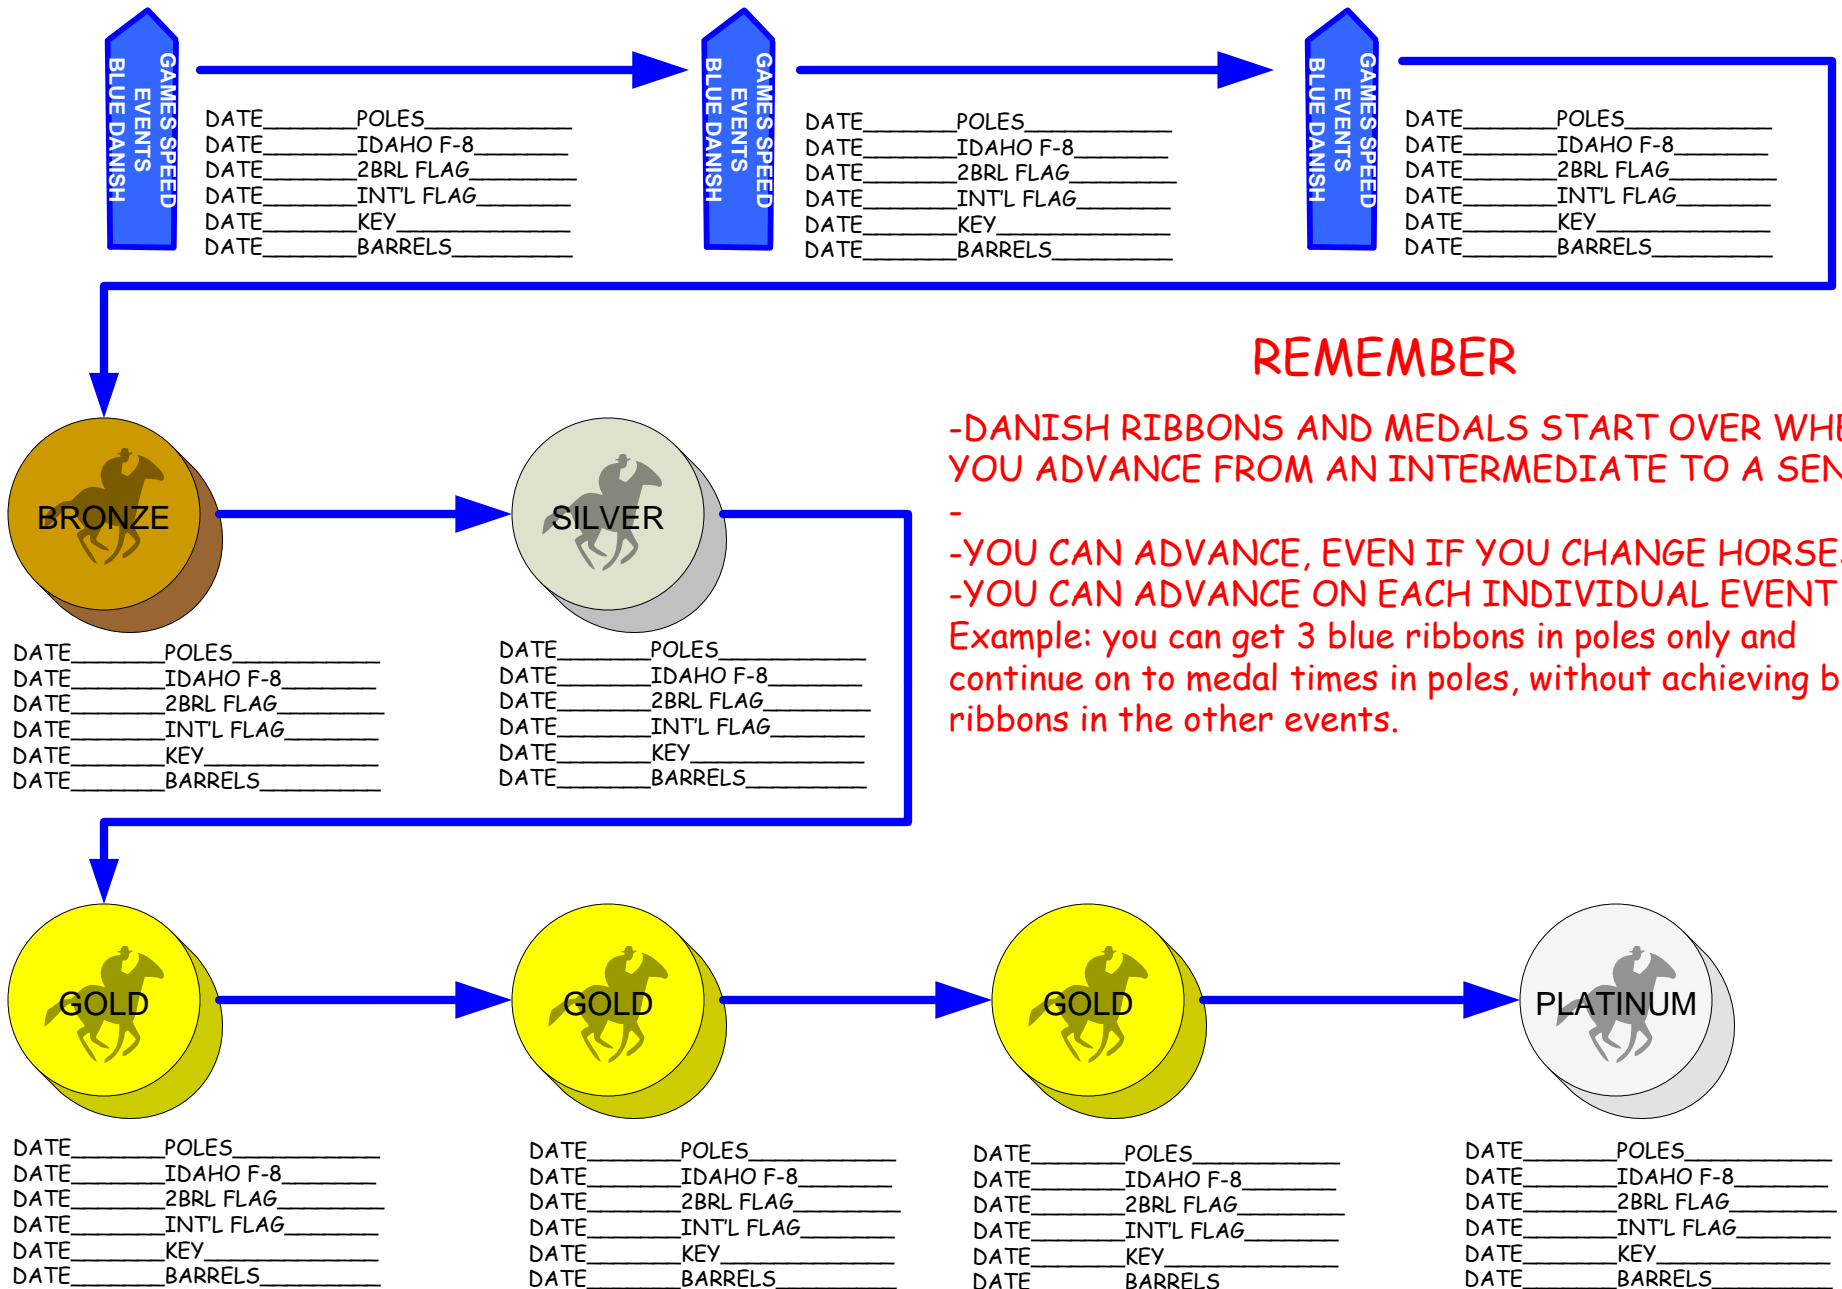 GAMES SPEED
EVENTS
BLUE DANISH
DATE_______POLES___________
DATE_______IDAHO F-8_______
DATE_______2BRL FLAG________
DATE_______INT'L FLAG_______
DATE_______KEY_____________
DATE_______BARRELS_________
GAMES SPEED
EVENTS
BLUE DANISH
DATE_______POLES___________
DATE_______IDAHO F-8_______
DATE_______2BRL FLAG________
DATE_______INT'L FLAG_______
DATE_______KEY_____________
DATE_______BARRELS_________
GAMES SPEED
EVENTS
BLUE DANISH
DATE_______POLES___________
DATE_______IDAHO F-8_______
DATE_______2BRL FLAG________
DATE_______INT'L FLAG_______
DATE_______KEY_____________
DATE_______BARRELS_________
REMEMBER
-DANISH RIBBONS AND MEDALS START OVER
YOU ADVANCE FROM AN INTERMEDIATE TO A
-
-YOU CAN ADVANCE, EVEN IF YOU CHANGE
-YOU CAN ADVANCE ON EACH INDIVIDUAL EVENT
Example: you can get 3 blue ribbons in poles only and
continue on to medal times in poles, without achieving
ribbons in the other events.
BRONZE
DATE_______POLES___________
DATE_______IDAHO F-8_______
DATE_______2BRL FLAG________
DATE_______INT'L FLAG_______
DATE_______KEY_____________
DATE_______BARRELS_________
SILVER
DATE_______POLES___________
DATE_______IDAHO F-8_______
DATE_______2BRL FLAG________
DATE_______INT'L FLAG_______
DATE_______KEY_____________
DATE_______BARRELS_________
GOLD
DATE_______POLES___________
DATE_______IDAHO F-8_______
DATE_______2BRL FLAG________
DATE_______INT'L FLAG_______
DATE_______KEY_____________
DATE_______BARRELS_________
GOLD
DATE_______POLES___________
DATE_______IDAHO F-8_______
DATE_______2BRL FLAG________
DATE_______INT'L FLAG_______
DATE_______KEY_____________
DATE_______BARRELS_________
GOLD
DATE_______POLES___________
DATE_______IDAHO F-8_______
DATE_______2BRL FLAG________
DATE_______INT'L FLAG_______
DATE_______KEY_____________
DATE BARRELS
PLATINUM
DATE_______POLES___________
DATE_______IDAHO F-8_______
DATE_______2BRL FLAG________
DATE_______INT'L FLAG_______
DATE_______KEY_____________
DATE_______BARRELS_________